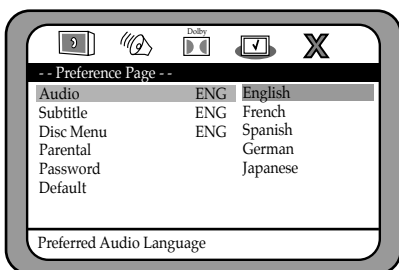 Dolby
- - Preference Page - -
Audio ENG English
Subtitle ENG French
Disc Menu ENG Spanish
Parental German
Password Japanese
Default
Preferred Audio Language